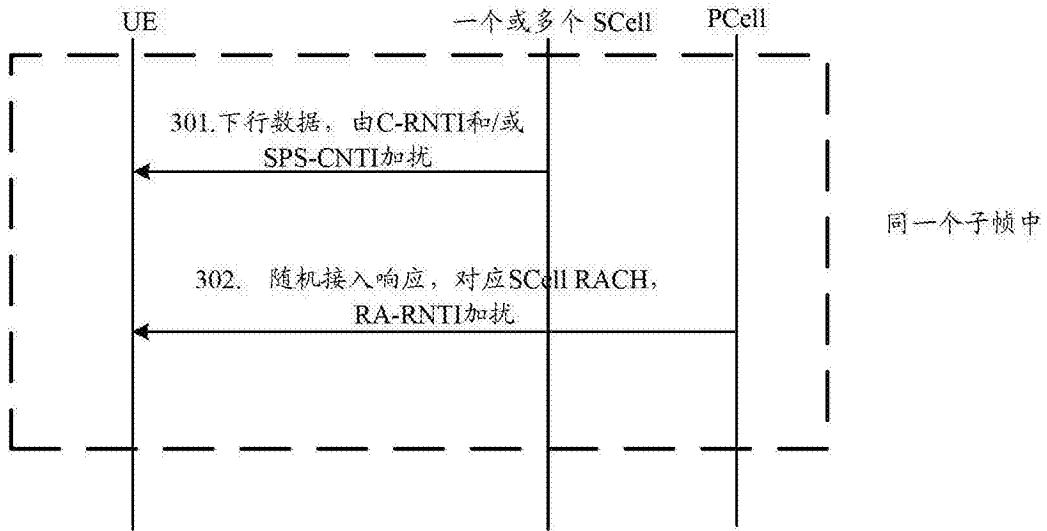 UE
一个或多个 SCell
PCell
301.下行数据，由C-RNTI和/或
SPS-CNTI加扰
同一个子帧中
302. 随机接入响应，对应SCell RACH，
RA-RNTI加扰